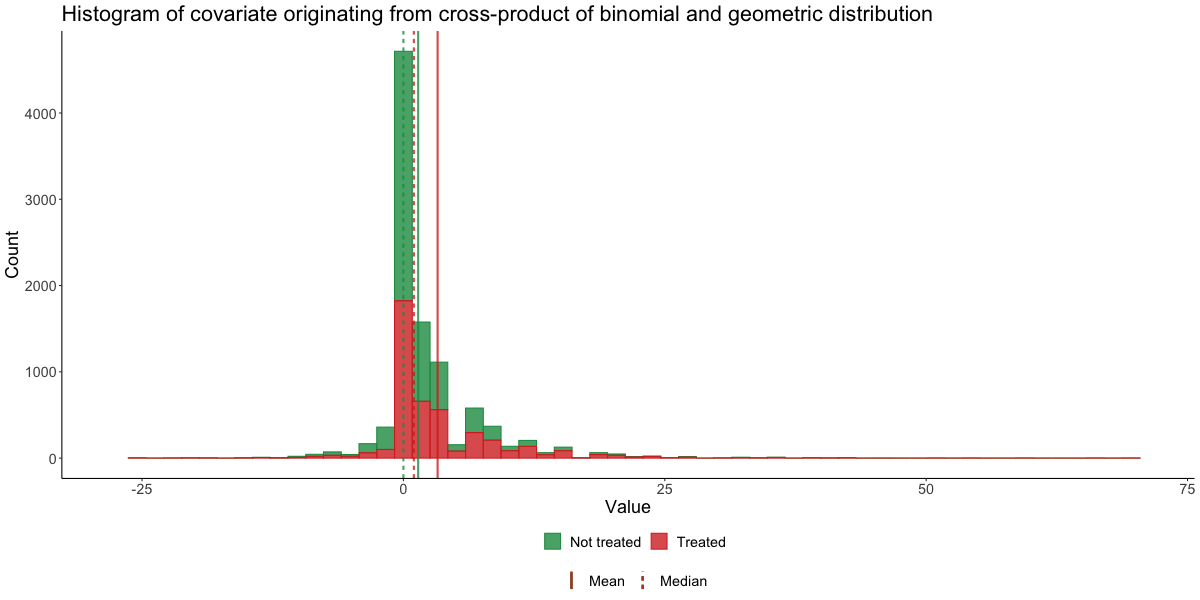 Histogram of covariate originating from cross-product of binomial and geometric distribution
Count
4000
3000
2000
1000
0
-25 0 25 50 75
Value
Not treated Treated
Mean Median